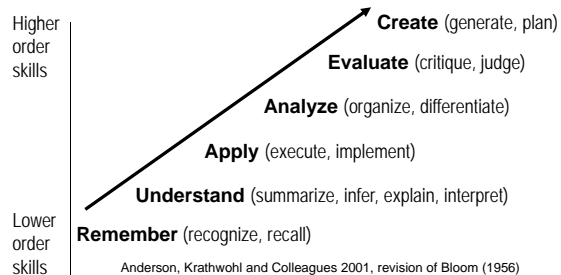 Higher
order
skills
Create (generate, plan)
Evaluate (critique, judge)
Analyze (organize, differentiate)
Apply (execute, implement)
Understand (summarize, infer, explain, interpret)
Lower
order
skills
Remember (recognize, recall)
Anderson, Krathwohl and Colleagues 2001, revision of Bloom (1956)